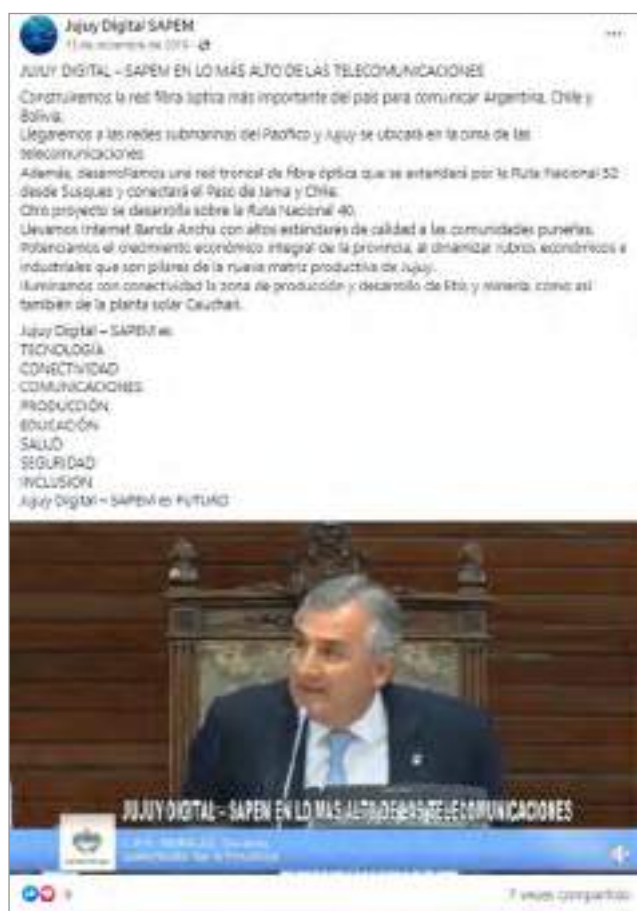 Jujuy Digital SAPEM
de diciembre de 2019
JUJUY DIGITAL – SAPEM EN LO MÁS ALTO DE LAS TELECOMUNICACIONES
Construiremos la red fibra óptica más importante del país para comunicar Argentina, Chile y
Bolivia.
Llegaremos a las redes submarinas del Pacífico y Jujuy se ubicará en la cima de las
telecomunicaciones.
Además, desarrollamos una red troncal de fibra óptica que se extenderá por la Ruta Nacional 52
desde Susques y conectará el Paso de Jama y Chile.
Otro proyecto se desarrolla sobre la Ruta Nacional 40.
Llevamos Internet Banda Ancha con altos estándares de calidad a las comunidades puneñas.
Potenciamos el crecimiento económico integral de la provincia, al dinamizar rubros económicos e
industriales que son pilares de la nueva matriz productiva de Jujuy.
Iluminamos con conectividad la zona de producción y desarrollo de litio y minería, como así
también de la planta solar Cauchari.
Jujuy Digital – SAPEM es
TECNOLOGÍA
CONECTIVIDAD
COMUNICACIONES
PRODUCCIÓN
EDUCACIÓN
SALUD
SEGURIDAD
INCLUSIÓN
Jujuy Digital – SAPEM es FUTURO
JUJUY DIGITAL – SAPEM EN LO MÁS ALTO DE LAS TELECOMUNICACIONES
7 veces compartido